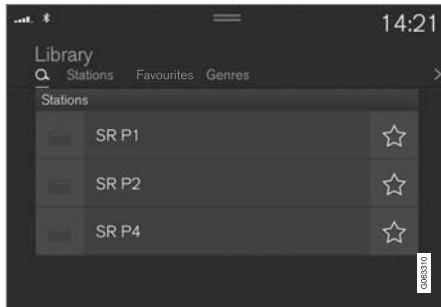 14:21
Library
Stations Favourites Genres
Stations
SR P1
SR P2
SR P4
G063310